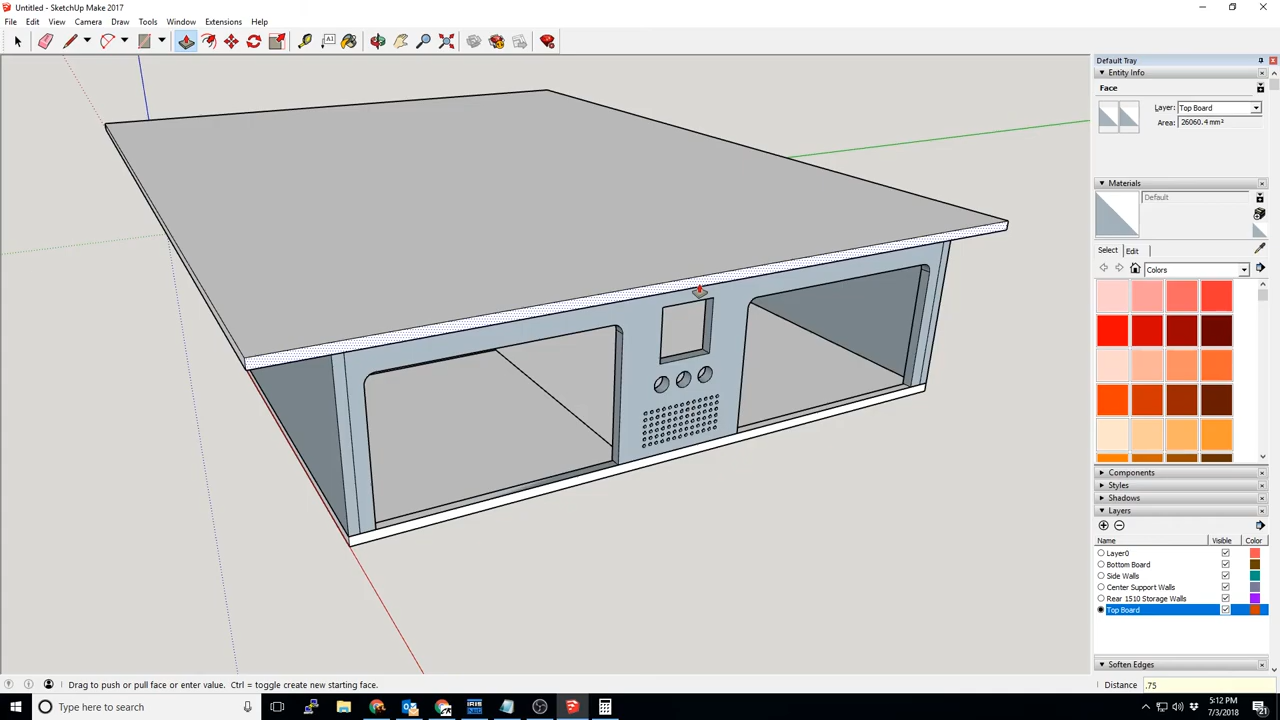 Untitled - SketchUp Make 2017
File Edit View Camera Draw Tools Window Extensions Help
Default Tray
Entity Info
Face
Layer: Top Board
Area: 26060.4 mm²
Materials
Default
Select Edit
Colors
Components
Styles
Shadows
Layers
Name Visible Color
Layer0
Bottom Board
Side Walls
Center Support Walls
Rear 1510 Storage Walls
Top Board
Soften Edges
Drag to push or pull face or enter value. Ctrl = toggle create new starting face.
Distance .75
Type here to search
5:12 PM
7/3/2018
21